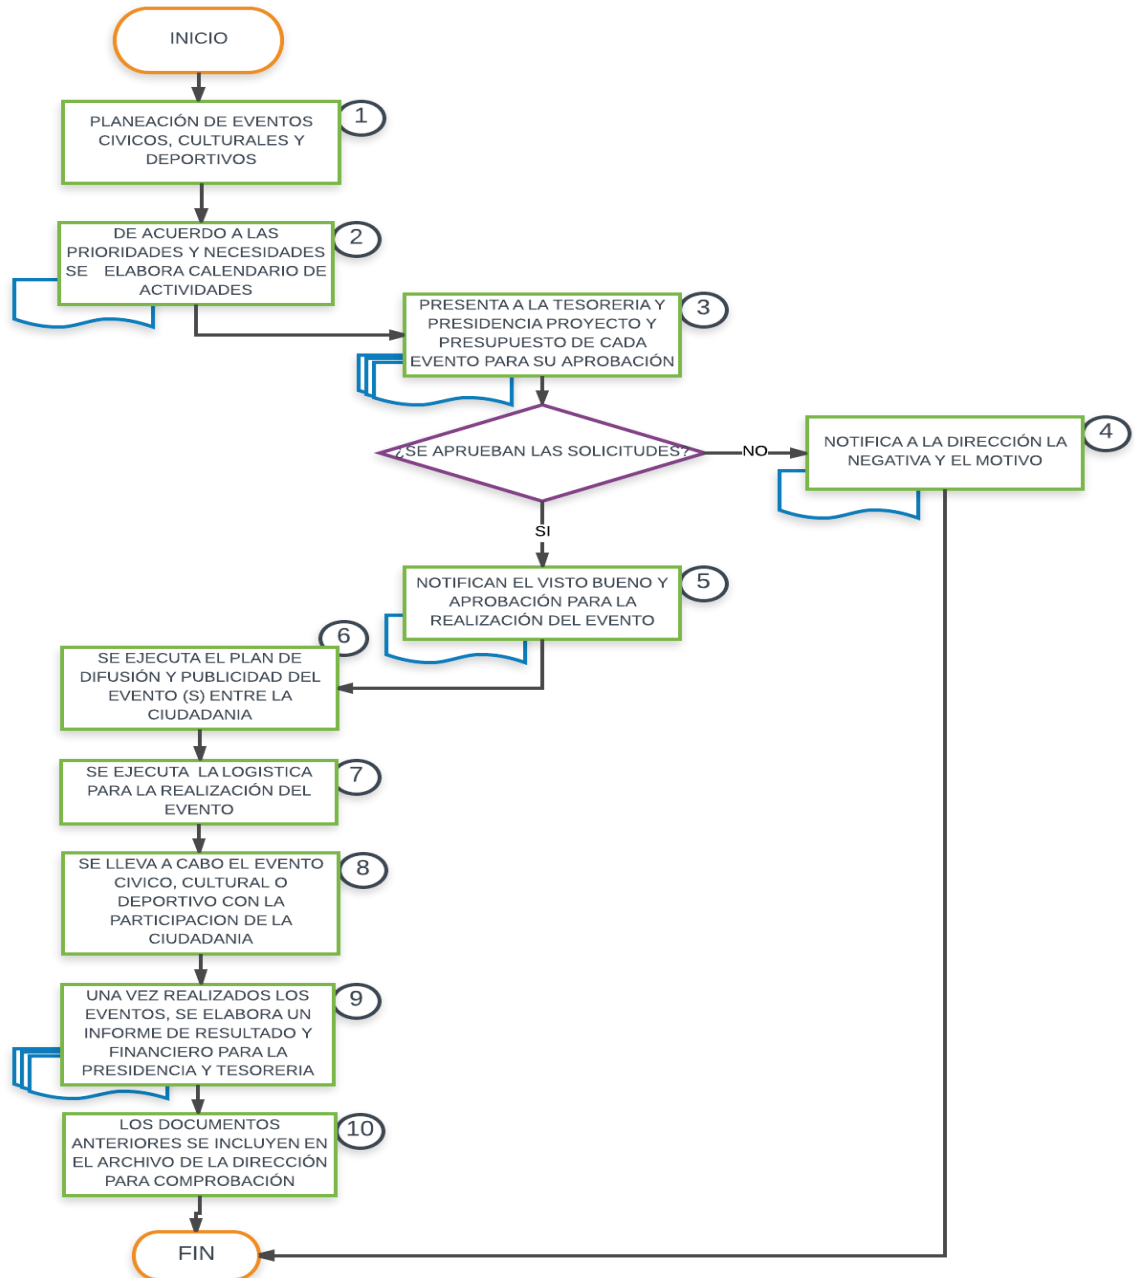 INICIO
1
PLANEACIÓN DE EVENTOS
CIVICOS, CULTURALES Y
DEPORTIVOS
2
DE ACUERDO A LAS
PRIORIDADES Y NECESIDADES
SE ELABORA CALENDARIO DE
ACTIVIDADES
3
PRESENTA A LA TESORERIA Y
PRESIDENCIA PROYECTO Y
PRESUPUESTO DE CADA
EVENTO PARA SU APROBACIÓN
¿SE APRUEBAN LAS SOLICITUDES?
NO
4
NOTIFICA A LA DIRECCIÓN LA
NEGATIVA Y EL MOTIVO
SI
5
NOTIFICAN EL VISTO BUENO Y
APROBACIÓN PARA LA
REALIZACIÓN DEL EVENTO
6
SE EJECUTA EL PLAN DE
DIFUSIÓN Y PUBLICIDAD DEL
EVENTO (S) ENTRE LA
CIUDADANIA
7
SE EJECUTA LA LOGISTICA
PARA LA REALIZACIÓN DEL
EVENTO
8
SE LLEVA A CABO EL EVENTO
CIVICO, CULTURAL O
DEPORTIVO CON LA
PARTICIPACION DE LA
CIUDADANIA
9
UNA VEZ REALIZADOS LOS
EVENTOS, SE ELABORA UN
INFORME DE RESULTADO Y
FINANCIERO PARA LA
PRESIDENCIA Y TESORERIA
10
LOS DOCUMENTOS
ANTERIORES SE INCLUYEN EN
EL ARCHIVO DE LA DIRECCIÓN
PARA COMPROBACIÓN
FIN